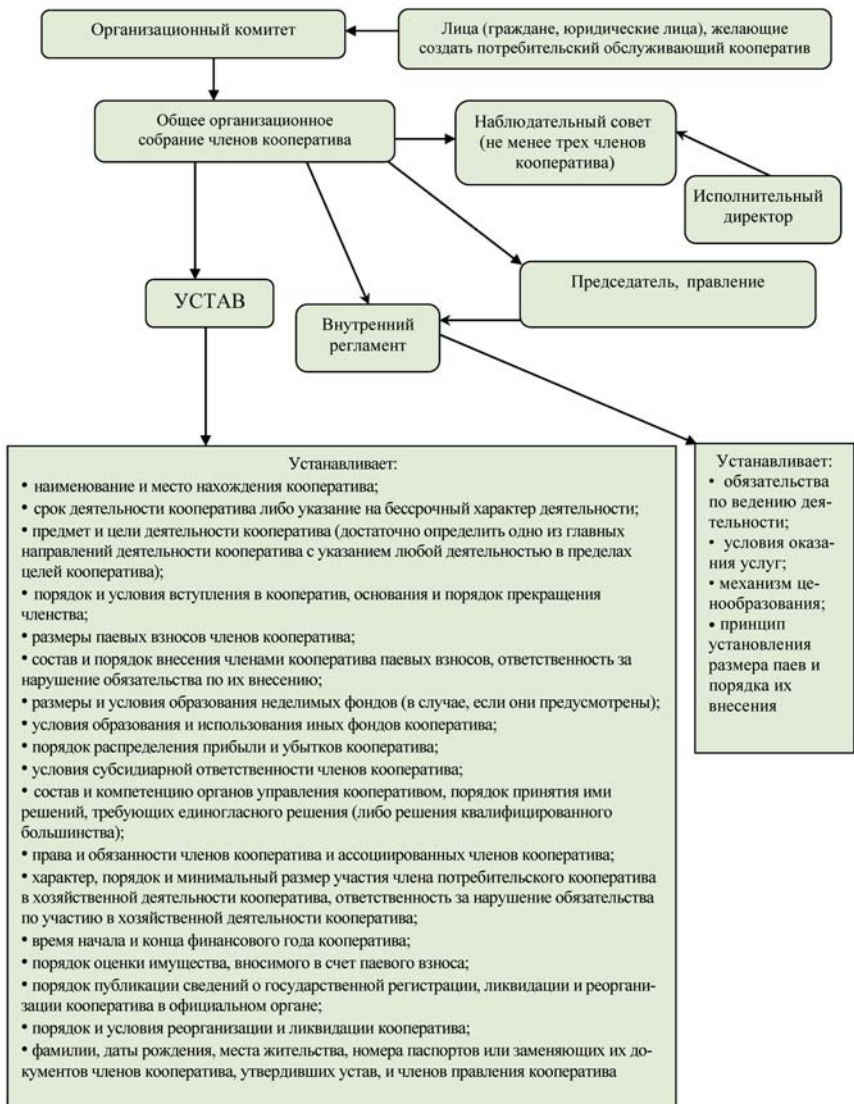 Организационный комитет
Лица (граждане, юридические лица), желающие
создать потребительский обслуживающий кооператив
Общее организационное
собрание членов кооператива
Наблюдательный совет
(не менее трех членов
кооператива)
Исполнительный
директор
Председатель, правление
УСТАВ
Внутренний
регламент
Устанавливает:
• наименование и место нахождения кооператива;
• срок деятельности кооператива либо указание на бессрочный характер деятельности;
• предмет и цели деятельности кооператива (достаточно определить одно из главных
направлений деятельности кооператива с указанием любой деятельностью в пределах
целей кооператива);
• порядок и условия вступления в кооператив, основания и порядок прекращения
членства;
• размеры паевых взносов членов кооператива;
• состав и порядок внесения членами кооператива паевых взносов, ответственность за
нарушение обязательства по их внесению;
• размеры и условия образования неделимых фондов (в случае, если они предусмотрены);
• условия образования и использования иных фондов кооператива;
• порядок распределения прибыли и убытков кооператива;
• условия субсидиарной ответственности членов кооператива;
• состав и компетенцию органов управления кооперативом, порядок принятия ими
решений, требующих единогласного решения (либо решения квалифицированного
большинства);
• права и обязанности членов кооператива и ассоциированных членов кооператива;
• характер, порядок и минимальный размер участия члена потребительского кооператива
в хозяйственной деятельности кооператива, ответственность за нарушение обязательства
по участию в хозяйственной деятельности кооператива;
• время начала и конца финансового года кооператива;
• порядок оценки имущества, вносимого в счет паевого взноса;
• порядок публикации сведений о государственной регистрации, ликвидации и реоргани-
зации кооператива в официальном органе;
• порядок и условия реорганизации и ликвидации кооператива;
• фамилии, даты рождения, места жительства, номера паспортов или заменяющих их до-
кументов членов кооператива, утвердивших устав, и членов правления кооператива
Устанавливает:
• обязательства
по ведению дея-
тельности;
• условия оказа-
ния услуг;
• механизм це-
нообразования;
• принцип
установления
размера паев и
порядка их
внесения